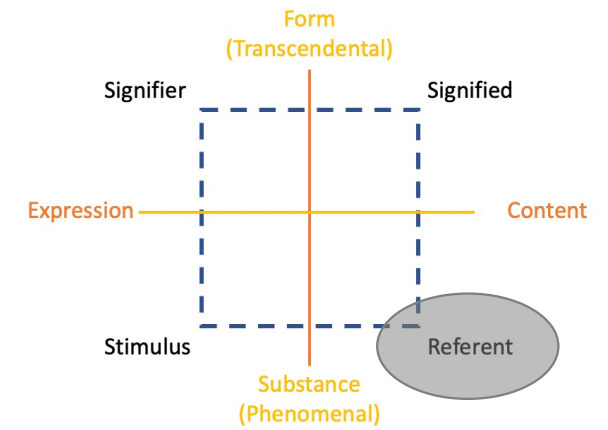 Form
(Transcendental)
Signifier
Signified
Expression
Content
Stimulus
Referent
Substance
(Phenomenal)